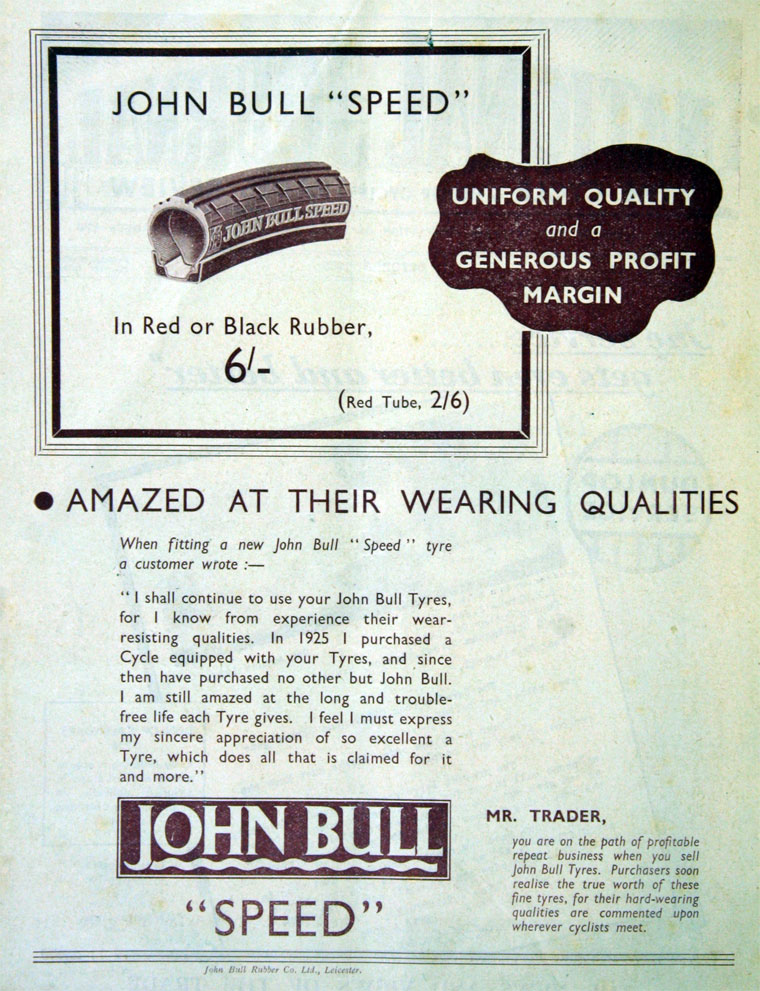 JOHN BULL “SPEED”
JOHN BULL SPEED
UNIFORM QUALITY
and a
GENEROUS PROFIT
MARGIN
In Red or Black Rubber,
6/-
(Red Tube, 2/6)
● AMAZED AT THEIR WEARING QUALITIES
When fitting a new John Bull “Speed” tyre
a customer wrote :—
“I shall continue to use your John Bull Tyres,
for I know from experience their wear-
resisting qualities. In 1925 I purchased a
Cycle equipped with your Tyres, and since
then have purchased no other but John Bull.
I am still amazed at the long and trouble-
free life each Tyre gives. I feel I must express
my sincere appreciation of so excellent a
Tyre, which does all that is claimed for it
and more.”
JOHN BULL
“SPEED”
MR. TRADER,
you are on the path of profitable
repeat business when you sell
John Bull Tyres. Purchasers soon
realise the true worth of these
fine tyres, for their hard-wearing
qualities are commented upon
wherever cyclists meet.
John Bull Rubber Co. Ltd., Leicester.